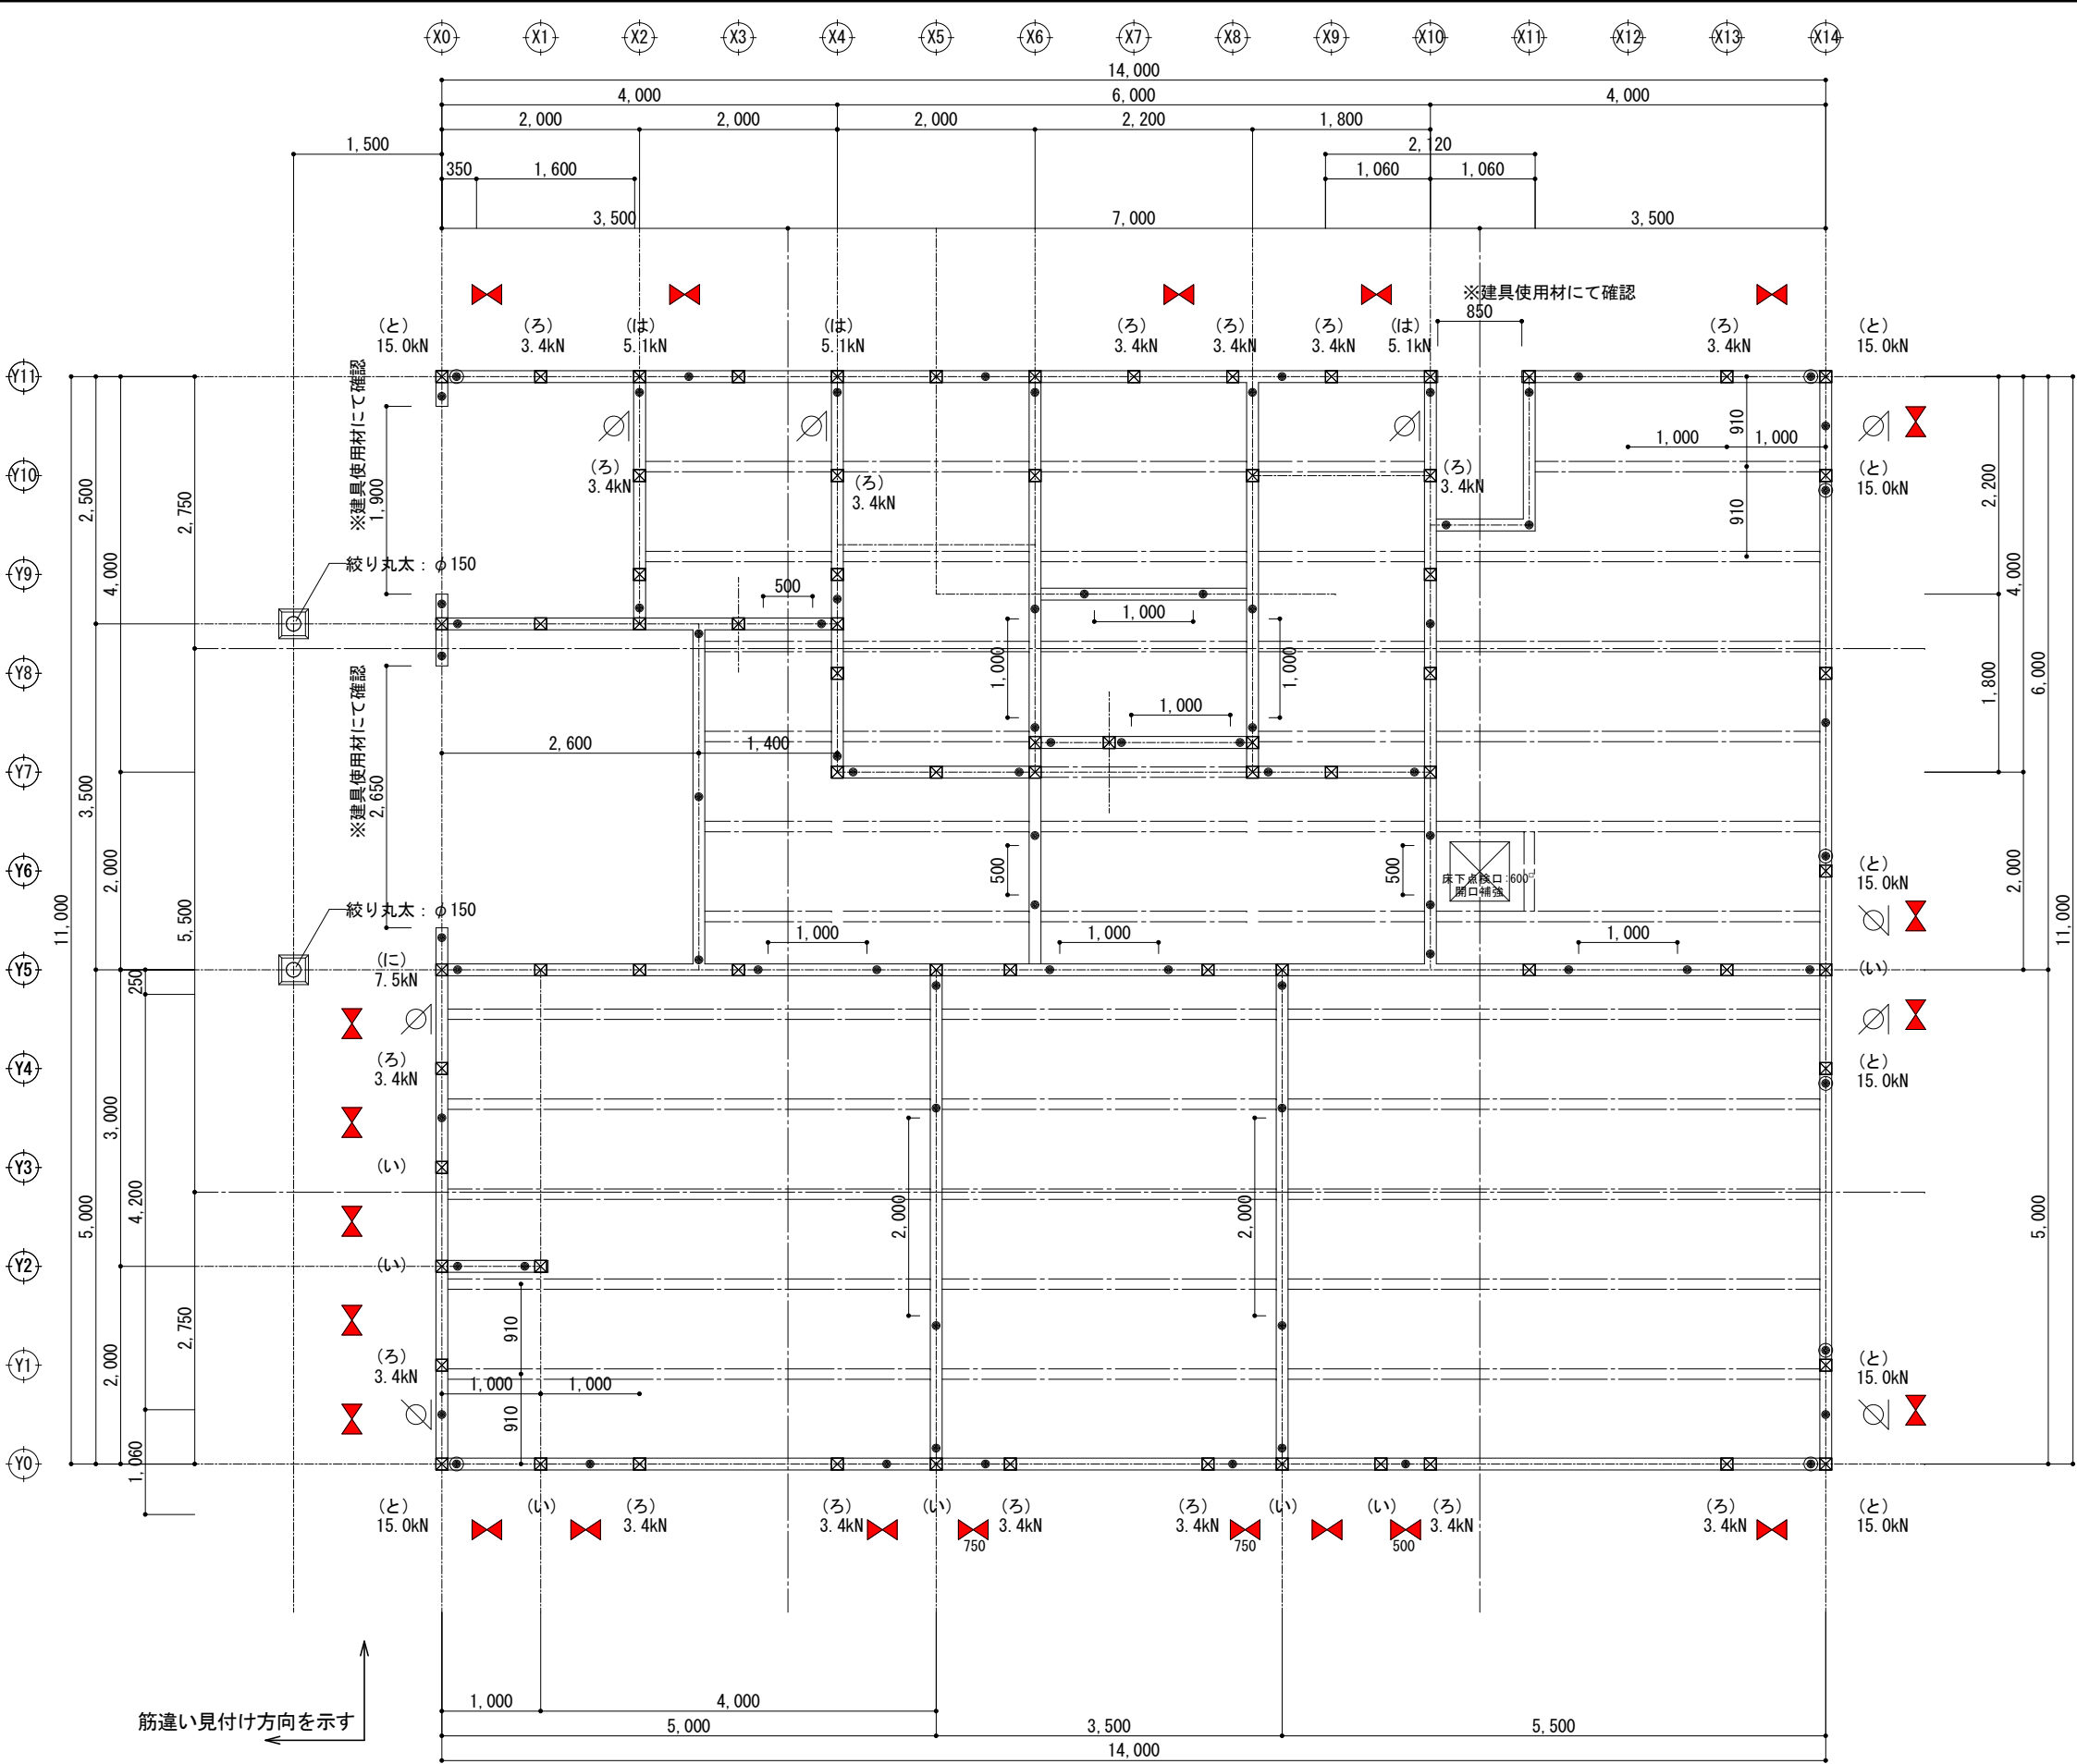 X0 X1 X2 X3 X4 X5 X6 X7 X8 X9 X10 X11 X12 X13 X14
14,000
4,000 6,000 4,000
2,000 2,000 2,000 2,200 1,800
1,500 2,120
350 1,600 1,060 1,060
3,500 7,000 3,500
※建具使用材にて確認
850
(と) (ろ) (は) (は) (ろ) (ろ) (ろ) (は) (ろ) (と)
15.0kN 3.4kN 5.1kN 5.1kN 3.4kN 3.4kN 3.4kN 5.1kN 3.4kN 15.0kN
Y11
※建具使用材にて確認
1,900
910
1,000 1,000
Y10
(ろ)
3.4kN
(ろ)
3.4kN
(ろ)
3.4kN
(と)
15.0kN
2,500
2,750
2,200
910
絞り丸太：φ150
Y9
4,000
500
1,000
4,000
Y8
※建具使用材にて確認
2,650
1,000
1,000
1,000
1,800
6,000
2,600 1,400
Y7
3,500
2,000
Y6
500
500
床下点検口:600□
開口補強
(と)
15.0kN
2,000
11,000
5,500
絞り丸太：φ150
11,000
1,000 1,000 1,000
Y5
250
(に)
7.5kN
(い)
Y4
(ろ)
3.4kN
(と)
15.0kN
3,000
Y3
(い)
4,200
5,000
2,000
2,000
5,000
Y2
(い)
2,750
910
Y1
(ろ)
3.4kN
(と)
15.0kN
2,000
1,000 1,000
910
Y0
1,060
(と) (い) (ろ) (ろ) (い) (ろ) (ろ) (い) (い) (ろ) (ろ) (と)
15.0kN 3.4kN 3.4kN 3.4kN 3.4kN 3.4kN 3.4kN 15.0kN
750 750 500
筋違い見付け方向を示す
1,000 4,000
5,000 3,500 5,500
14,000